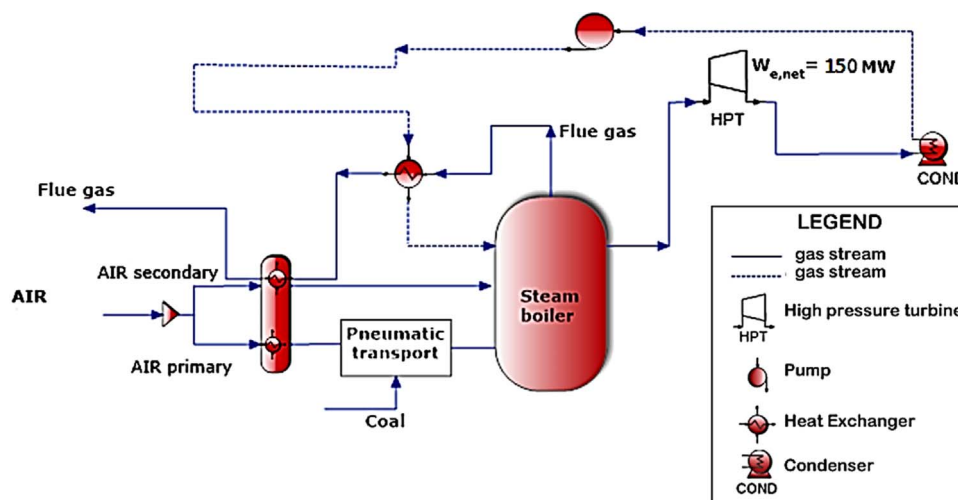 W e,net = 150 MW
HPT
Flue gas
COND
Flue gas
AIR secondary
AIR
AIR primary
Pneumatic
transport
Coal
Steam
boiler
LEGEND
gas stream
gas stream
High pressure turbine
HPT
Pump
Heat Exchanger
Condenser
COND